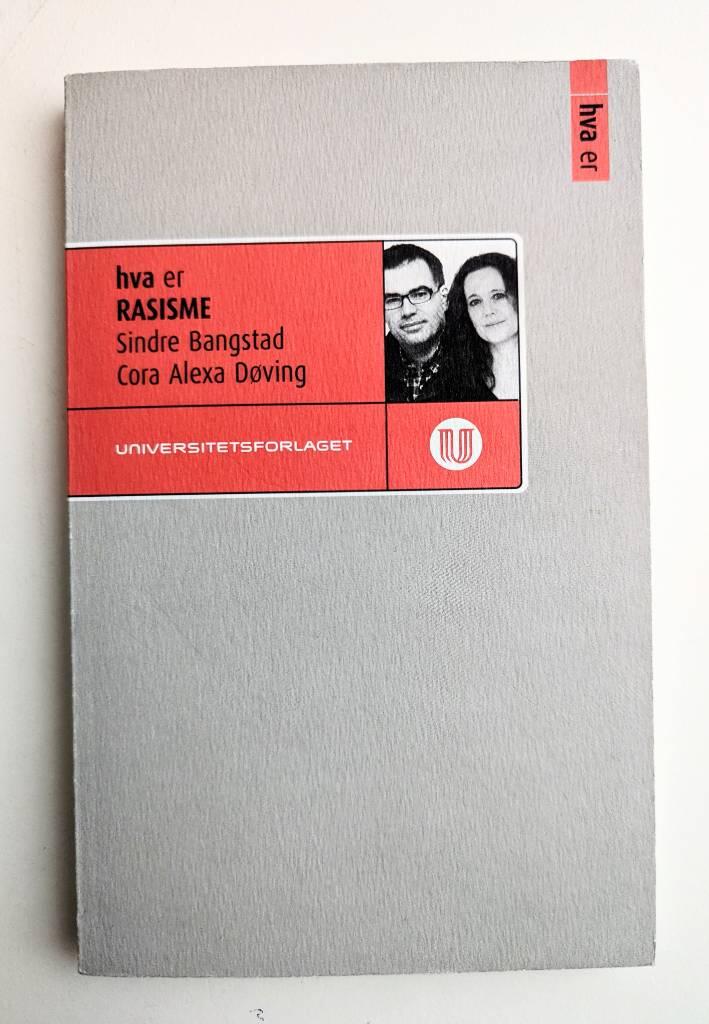 hva er
hva er
RASISME
Sindre Bangstad
Cora Alexa Døving
UNIVERSITETSFORLAGET
U